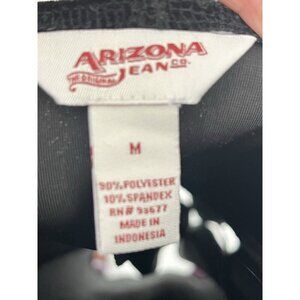 ARIZONA
THE ORIGINAL JEAN CO.
M
90% POLYESTER
10% SPANDEX
RN# 93677
MADE IN
INDONESIA